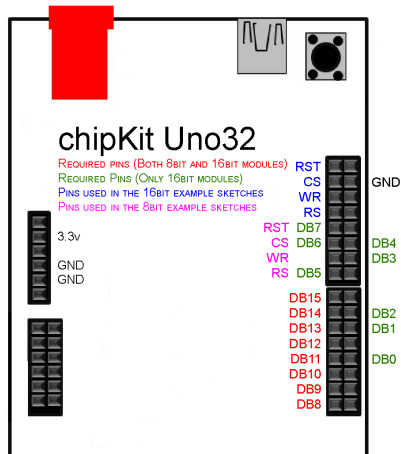 chipKit Uno32
Required pins (Both 8bit and 16bit modules)
Required Pins (Only 16bit modules)
Pins used in the 16bit example sketches
Pins used in the 8bit example sketches
RST
CS GND
WR
RS
RST DB7
CS DB6 DB4
WR DB3
RS DB5
3.3v
GND
GND
DB15
DB14 DB2
DB13 DB1
DB12
DB11 DB0
DB10
DB9
DB8